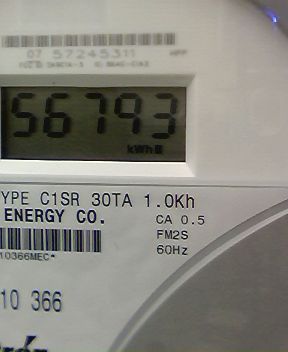 07 57245311
56793
kWh
TYPE C1SR 30TA 1.0Kh
ENERGY CO.
CA 0.5
FM2S
60Hz
10366MEC*
10 366